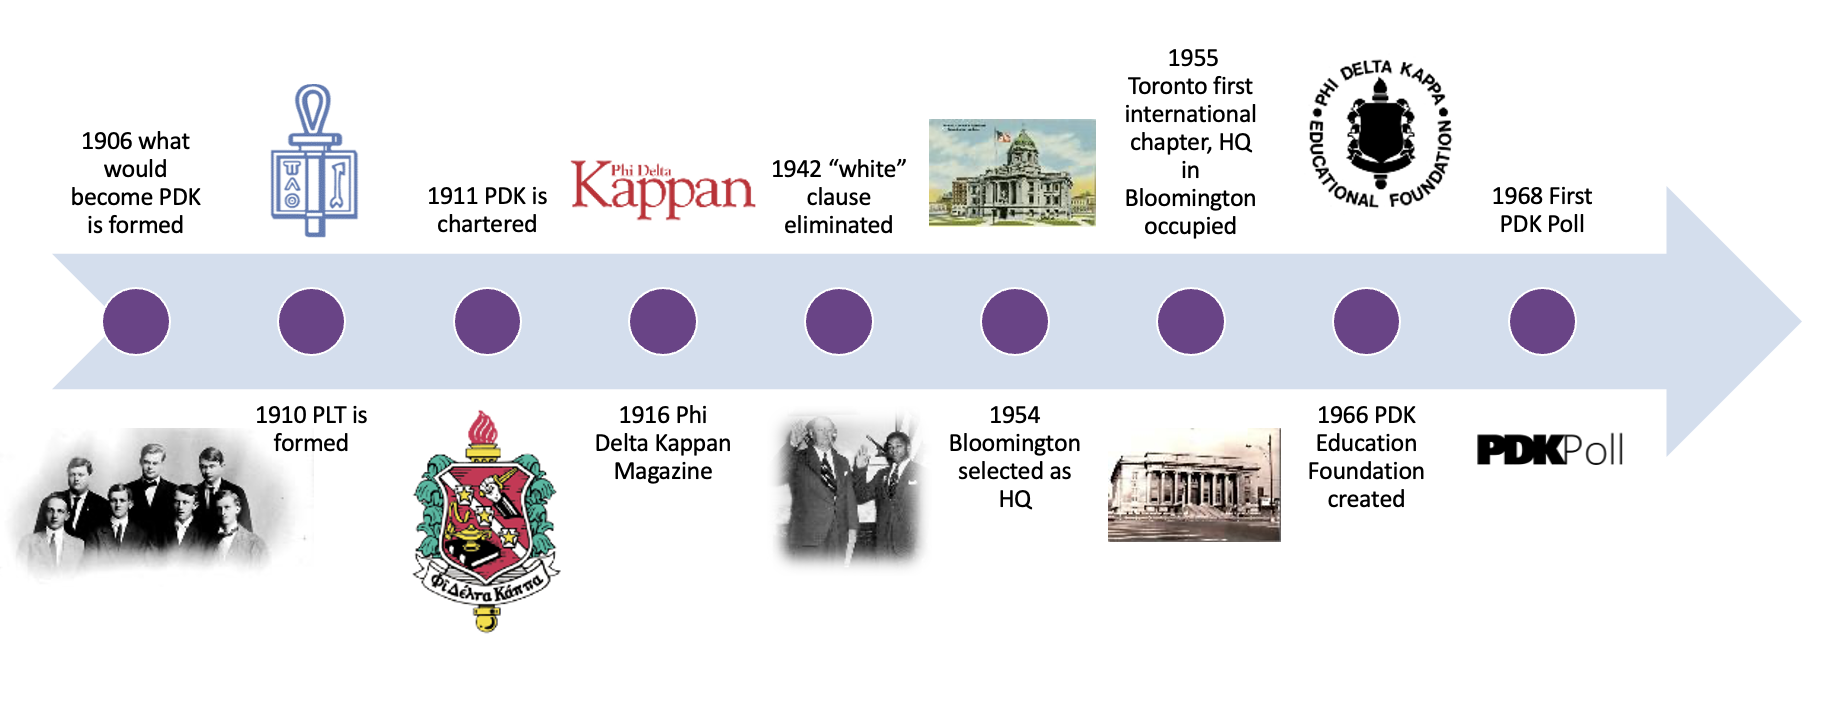 1906 what
would
become PDK
is formed
ΠΛΘ
1910 PLT is
formed
1911 PDK is
chartered
Φι Δέλτα Κάππα
Phi Delta
Kappan
1916 Phi
Delta Kappan
Magazine
1942 “white”
clause
eliminated
1954
Bloomington
selected as
HQ
1955
Toronto first
international
chapter, HQ
in
Bloomington
occupied
PHI DELTA KAPPA
EDUCATIONAL FOUNDATION
1966 PDK
Education
Foundation
created
1968 First
PDK Poll
PDKPoll